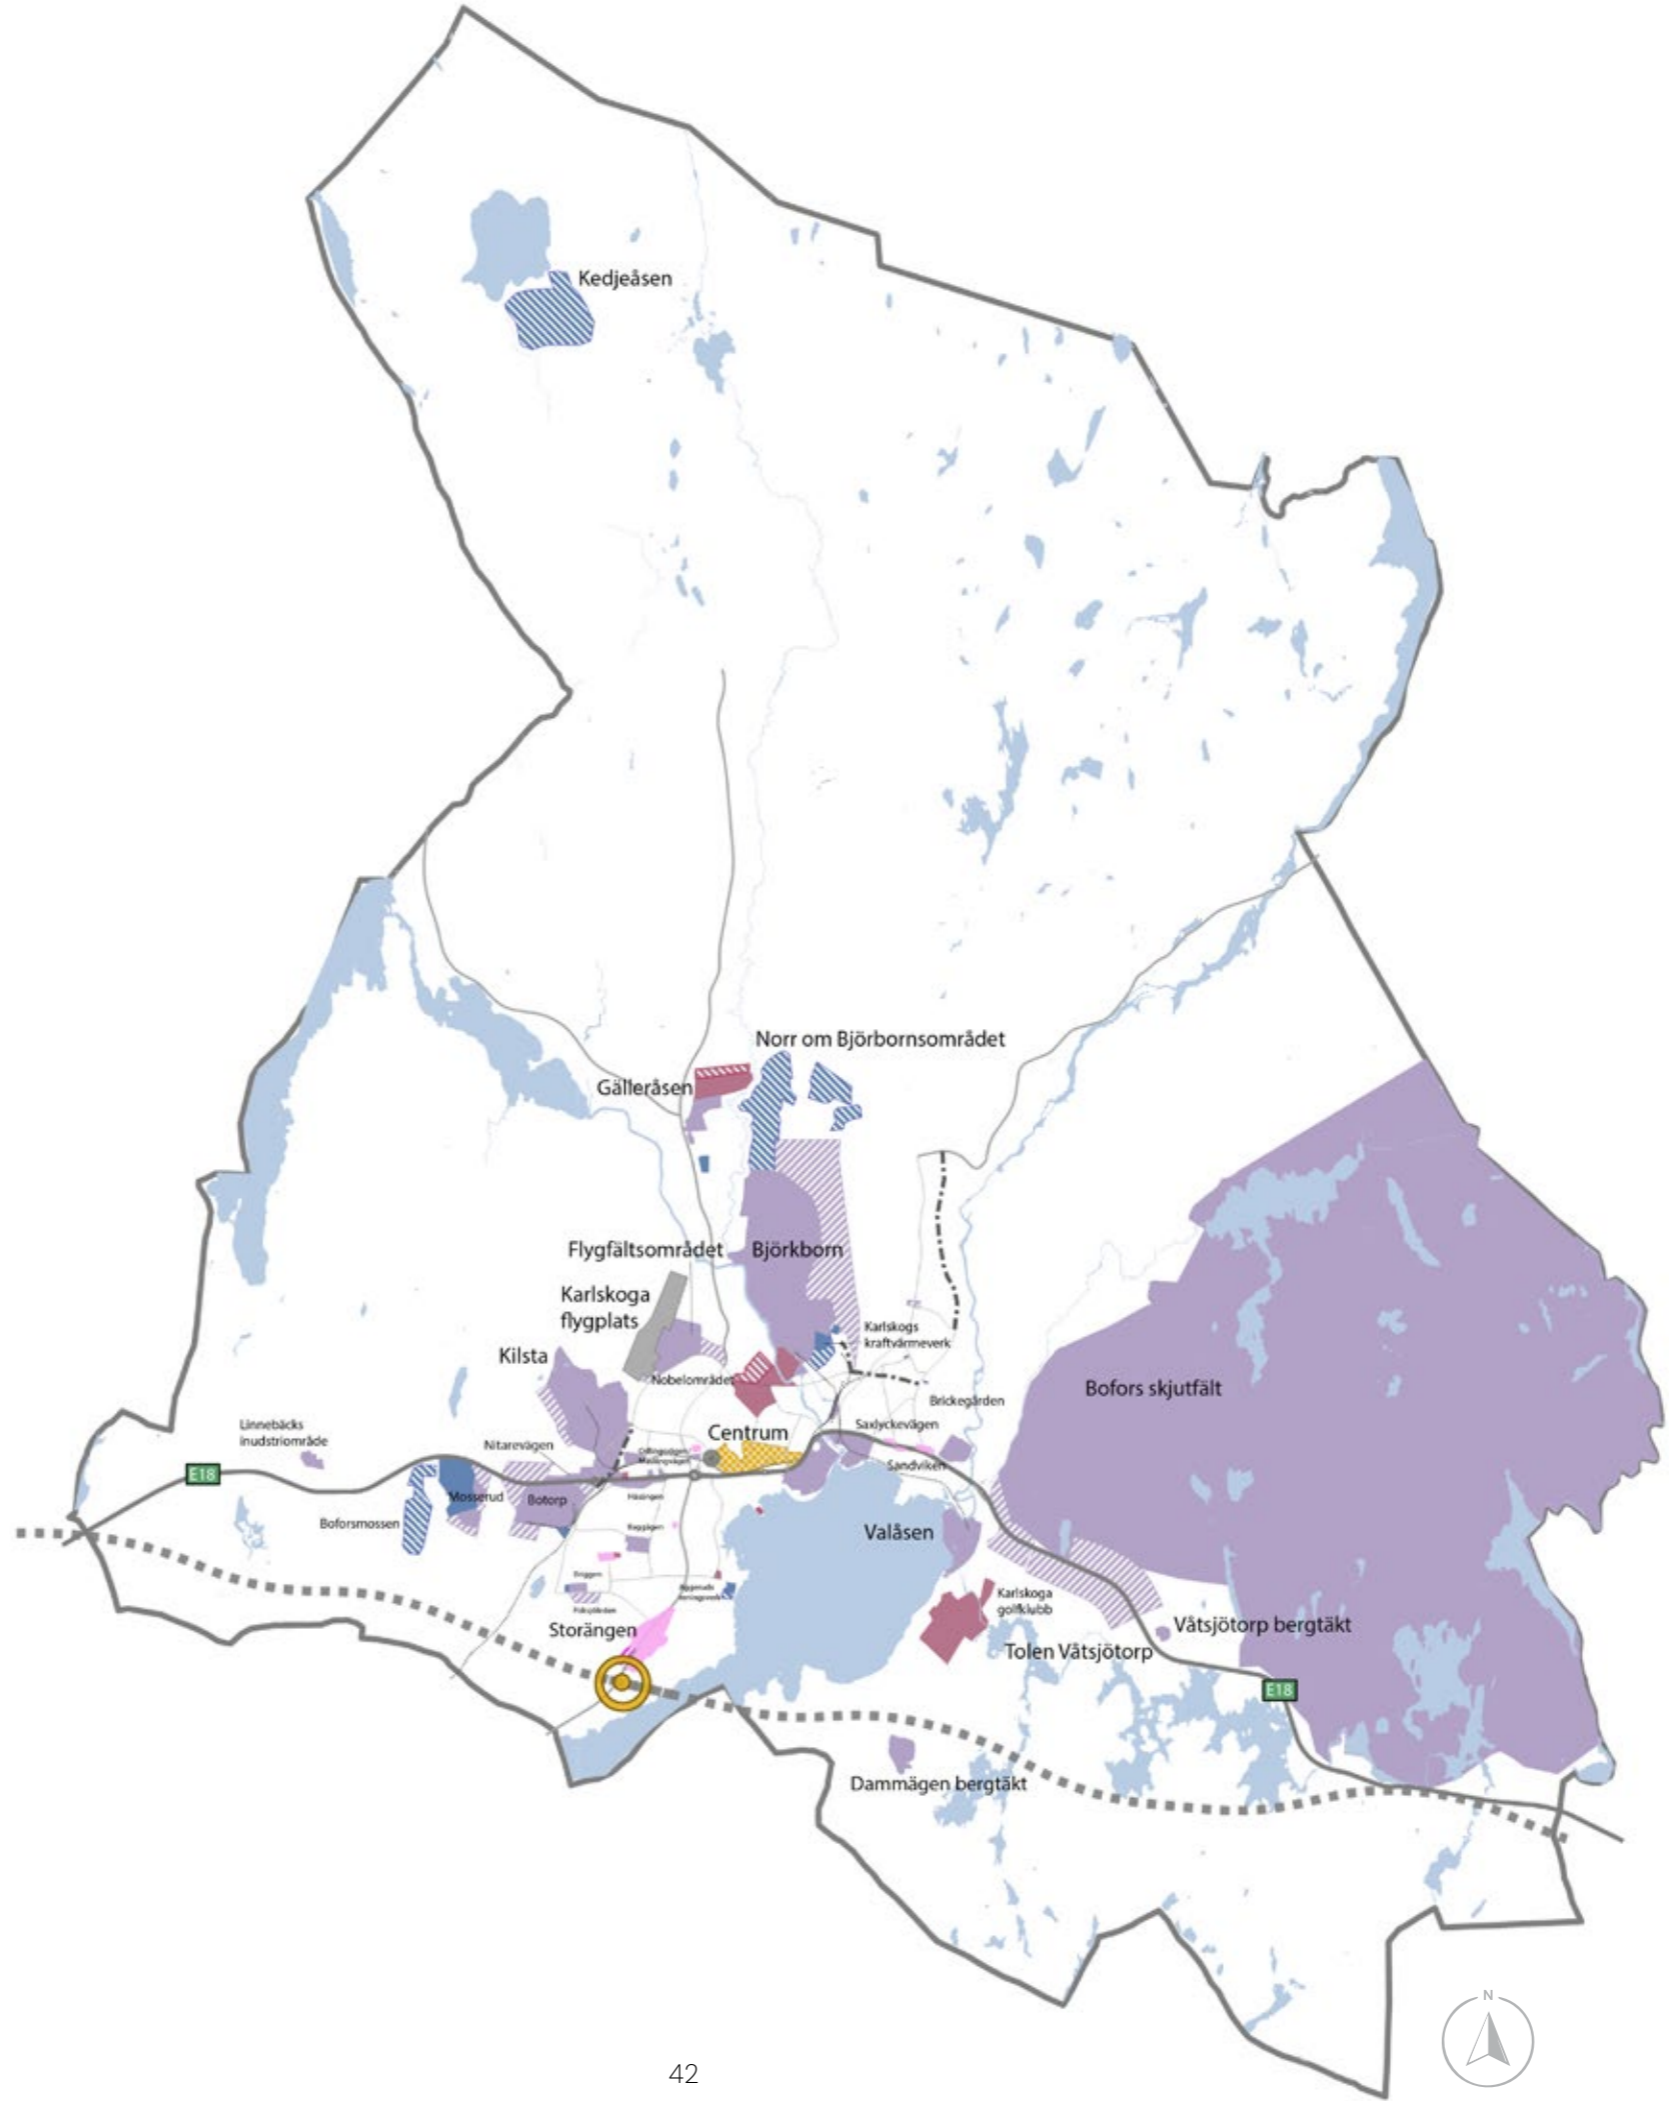 Kedjeåsen
Norr om Björbornsområdet
Gälleråsen
Flygfältsområdet
Björkborn
Karlskoga
flygplats
Karlskogs
kraftvärmeverk
Kilsta
Nobelområdet
Bofors skjutfält
Brickegården
Linnebäcks
inudstriområde
Saxlyckevägen
Centrum
Nitarevägen
Sandviken
E18
Mosserud
Botorp
Boforsmossen
Valåsen
Karlskoga
golfklubb
Storängen
Våtsjötorp bergtäkt
Tolen Våtsjötorp
E18
Dammägen bergtäkt
N
42